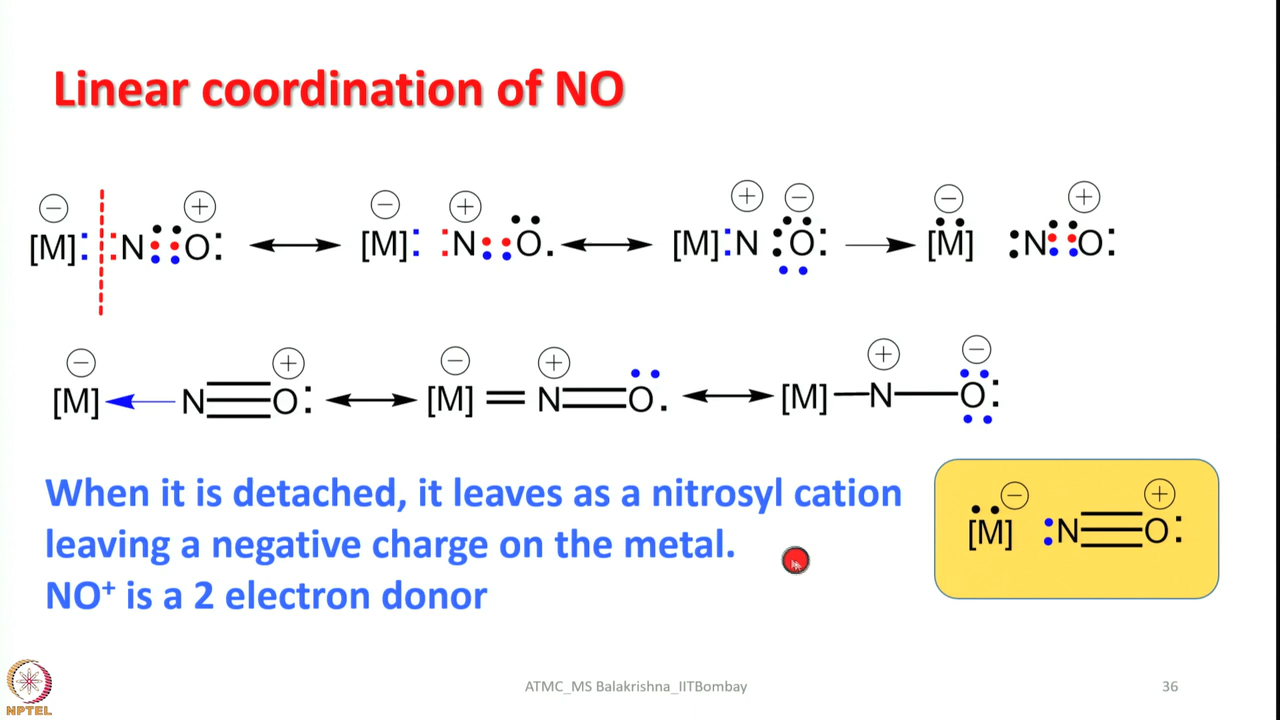 Linear coordination of NO
⊖ ⊕ ⊖ ⊕ ⊕ ⊖ ⊖ ⊕
[M]: :N::O: ⟷ [M]: :N::O. ⟷ [M]:N:O: → [M] :N::O:
⊖ ⊕ ⊖ ⊕ ⊕ ⊖
[M] ← N≡O: ⟷ [M]=N=O. ⟷ [M]—N—O:
When it is detached, it leaves as a nitrosyl cation
leaving a negative charge on the metal.
NO⁺ is a 2 electron donor
⊖ ⊕
[M] :N≡O:
NPTEL
ATMC_MS Balakrishna_IITBombay
36